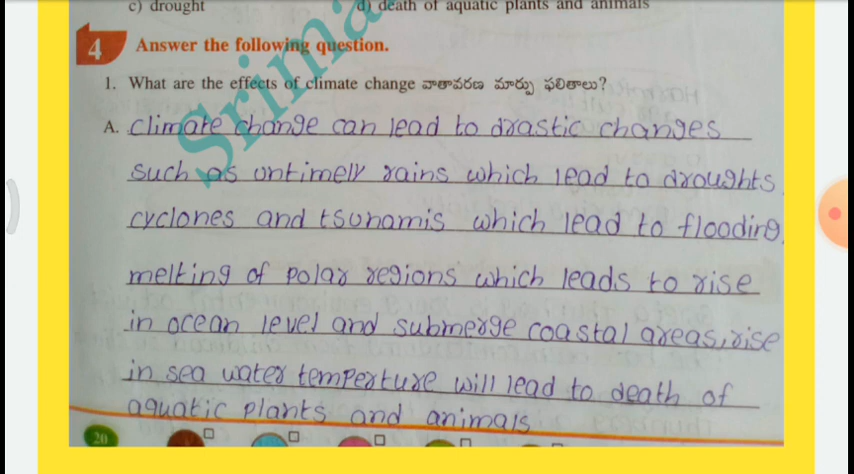 c) drought d) death of aquatic plants and animals
4 Answer the following question.
1. What are the effects of climate change వాతావరణ మార్పు ఫలితాలు?
A. climate change can lead to drastic changes
such as untimely rains which lead to droughts,
cyclones and tsunamis which lead to flooding,
melting of polar regions which leads to rise
in ocean level and submerge coastal areas, rise
in sea water temperture will lead to death of
aquatic plants and animals
20